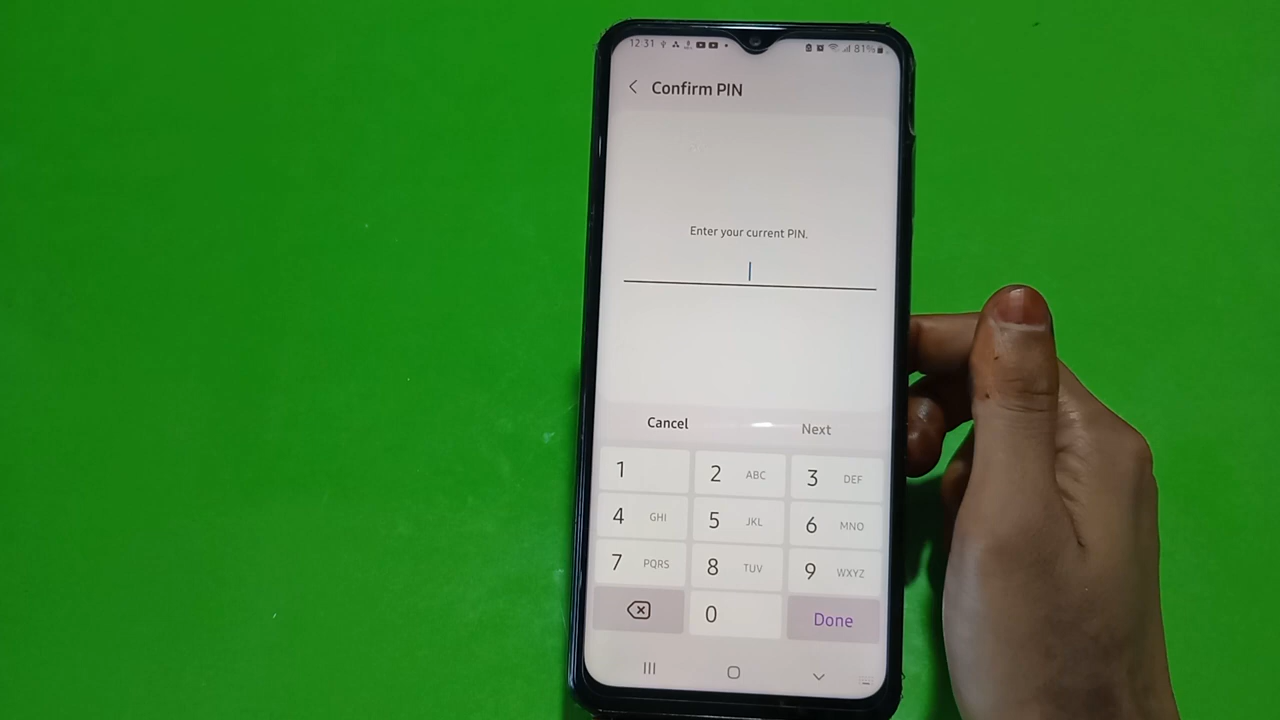 12:31 81%
Confirm PIN
Enter your current PIN.
Cancel Next
1 2 ABC 3 DEF
4 GHI 5 JKL 6 MNO
7 PQRS 8 TUV 9 WXYZ
0 Done